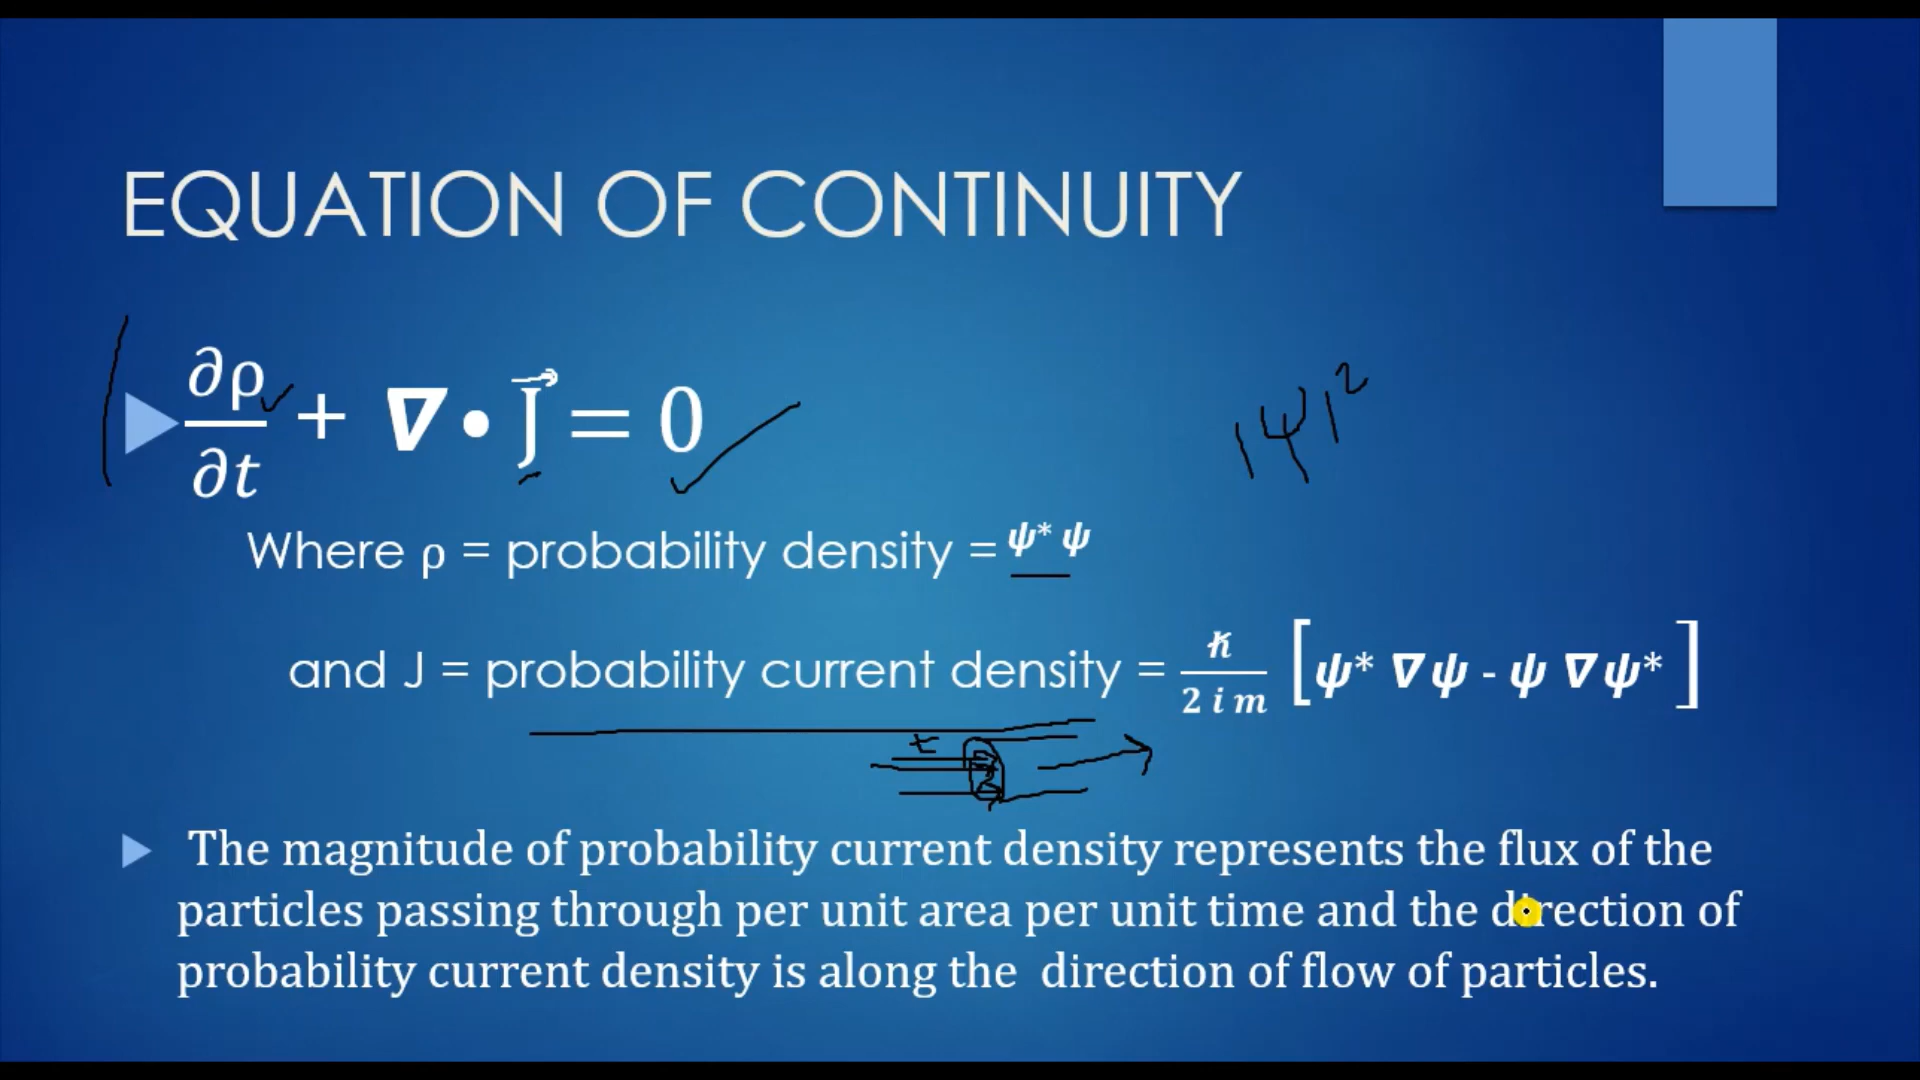 EQUATION OF CONTINUITY
∂ρ/∂t + ∇ • J⃗ = 0
|ψ|²
Where ρ = probability density = ψ* ψ
and J = probability current density = ℏ / 2 i m [ψ* ∇ψ - ψ ∇ψ*]
t
The magnitude of probability current density represents the flux of the
particles passing through per unit area per unit time and the direction of
probability current density is along the direction of flow of particles.